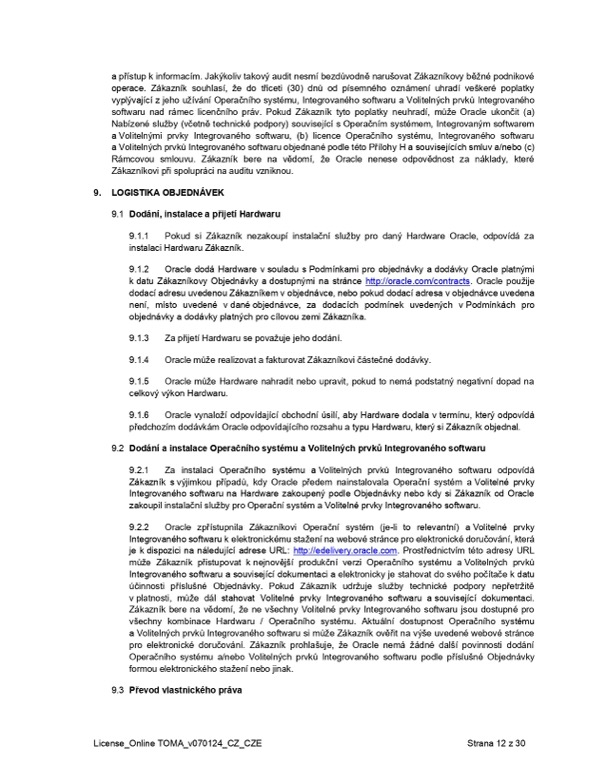 a přístup k informacím. Jakýkoliv takový audit nesmí bezdůvodně narušovat Zákazníkovy běžné podnikové
operace. Zákazník souhlasí, že do třiceti (30) dnů od písemného oznámení uhradí veškeré poplatky
vyplývající z jeho užívání Operačního systému, Integrovaného softwaru a Volitelných prvků Integrovaného
softwaru nad rámec licenčního práv. Pokud Zákazník tyto poplatky neuhradí, může Oracle ukončit (a)
Nabízené služby (včetně technické podpory) související s Operačním systémem, Integrovaným softwarem
a Volitelnými prvky Integrovaného softwaru, (b) licence Operačního systému, Integrovaného softwaru
a Volitelných prvků Integrovaného softwaru objednané podle této Přílohy H a souvisejících smluv a/nebo (c)
Rámcovou smlouvu. Zákazník bere na vědomí, že Oracle nenese odpovědnost za náklady, které
Zákazníkovi při spolupráci na auditu vzniknou.
9. LOGISTIKA OBJEDNÁVEK
9.1 Dodání, instalace a přijetí Hardwaru
9.1.1 Pokud si Zákazník nezakoupí instalační služby pro daný Hardware Oracle, odpovídá za
instalaci Hardwaru Zákazník.
9.1.2 Oracle dodá Hardware v souladu s Podmínkami pro objednávky a dodávky Oracle platnými
k datu Zákazníkovy Objednávky a dostupnými na stránce http://oracle.com/contracts. Oracle použije
dodací adresu uvedenou Zákazníkem v objednávce, nebo pokud dodací adresa v objednávce uvedena
není, místo uvedené v dané objednávce, za dodacích podmínek uvedených v Podmínkách pro
objednávky a dodávky platných pro cílovou zemi Zákazníka.
9.1.3 Za přijetí Hardwaru se považuje jeho dodání.
9.1.4 Oracle může realizovat a fakturovat Zákazníkovi částečné dodávky.
9.1.5 Oracle může Hardware nahradit nebo upravit, pokud to nemá podstatný negativní dopad na
celkový výkon Hardwaru.
9.1.6 Oracle vynaloží odpovídající obchodní úsilí, aby Hardware dodala v termínu, který odpovídá
předchozím dodávkám Oracle odpovídajícího rozsahu a typu Hardwaru, který si Zákazník objednal.
9.2 Dodání a instalace Operačního systému a Volitelných prvků Integrovaného softwaru
9.2.1 Za instalaci Operačního systému a Volitelných prvků Integrovaného softwaru odpovídá
Zákazník s výjimkou případů, kdy Oracle předem nainstalovala Operační systém a Volitelné prvky
Integrovaného softwaru na Hardware zakoupený podle Objednávky nebo kdy si Zákazník od Oracle
zakoupil instalační služby pro Operační systém a Volitelné prvky Integrovaného softwaru.
9.2.2 Oracle zpřístupnila Zákazníkovi Operační systém (je-li to relevantní) a Volitelné prvky
Integrovaného softwaru k elektronickému stažení na webové stránce pro elektronické doručování, která
je k dispozici na náledující adrese URL: http://edelivery.oracle.com. Prostřednictvím této adresy URL
může Zákazník přistupovat k nejnovější produkční verzi Operačního systému a Volitelných prvků
Integrovaného softwaru a související dokumentaci a elektronicky je stahovat do svého počítače k datu
účinnosti příslušné Objednávky. Pokud Zákazník udržuje služby technické podpory nepřetržitě
v platnosti, může dál stahovat Volitelné prvky Integrovaného softwaru a související dokumentaci.
Zákazník bere na vědomí, že ne všechny Volitelné prvky Integrovaného softwaru jsou dostupné pro
všechny kombinace Hardwaru / Operačního systému. Aktuální dostupnost Operačního systému
a Volitelných prvků Integrovaného softwaru si může Zákazník ověřit na výše uvedené webové stránce
pro elektronické doručování. Zákazník prohlašuje, že Oracle nemá žádné další povinnosti dodání
Operačního systému a/nebo Volitelných prvků Integrovaného softwaru podle příslušné Objednávky
formou elektronického stažení nebo jinak.
9.3 Převod vlastnického práva
License_Online TOMA_v070124_CZ_CZE Strana 12 z 30